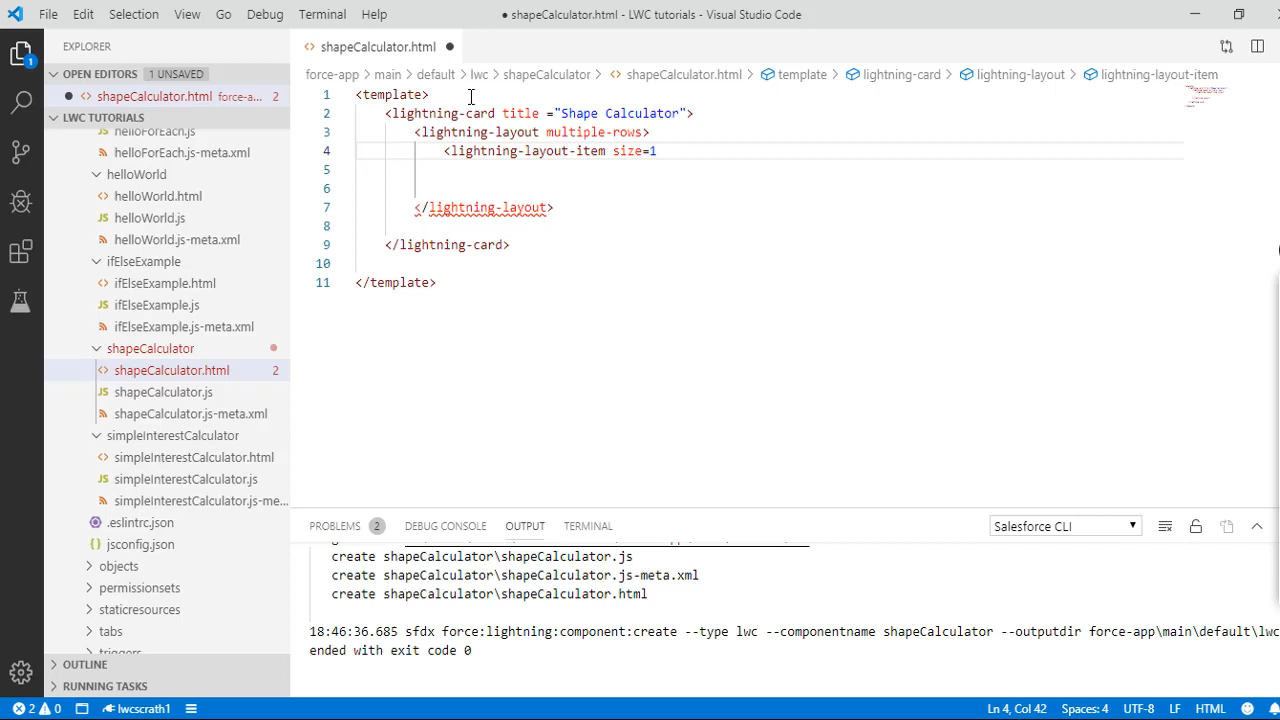 File Edit Selection View Go Debug Terminal Help
● shapeCalculator.html - LWC tutorials - Visual Studio Code
EXPLORER
OPEN EDITORS 1 UNSAVED
● <> shapeCalculator.html force-a... 2
LWC TUTORIALS
helloForEach.js
helloForEach.js-meta.xml
helloWorld
helloWorld.html
helloWorld.js
helloWorld.js-meta.xml
ifElseExample
ifElseExample.html
ifElseExample.js
ifElseExample.js-meta.xml
shapeCalculator
shapeCalculator.html 2
shapeCalculator.js
shapeCalculator.js-meta.xml
simpleInterestCalculator
simpleInterestCalculator.html
simpleInterestCalculator.js
simpleInterestCalculator.js-me...
.eslintrc.json
jsconfig.json
objects
permissionsets
staticresources
tabs
triggers
OUTLINE
RUNNING TASKS
<> shapeCalculator.html ●
force-app > main > default > lwc > shapeCalculator > <> shapeCalculator.html > template > lightning-card > lightning-layout > lightning-layout-item
1 <template>
2 <lightning-card title ="Shape Calculator">
3 <lightning-layout multiple-rows>
4 <lightning-layout-item size=1
5
6
7 </lightning-layout>
8
9 </lightning-card>
10
11 </template>
PROBLEMS 2 DEBUG CONSOLE OUTPUT TERMINAL Salesforce CLI
create shapeCalculator\shapeCalculator.js
create shapeCalculator\shapeCalculator.js-meta.xml
create shapeCalculator\shapeCalculator.html
18:46:36.685 sfdx force:lightning:component:create --type lwc --componentname shapeCalculator --outputdir force-app\main\default\lwc
ended with exit code 0
2 0 lwcscrath1 Ln 4, Col 42 Spaces: 4 UTF-8 LF HTML